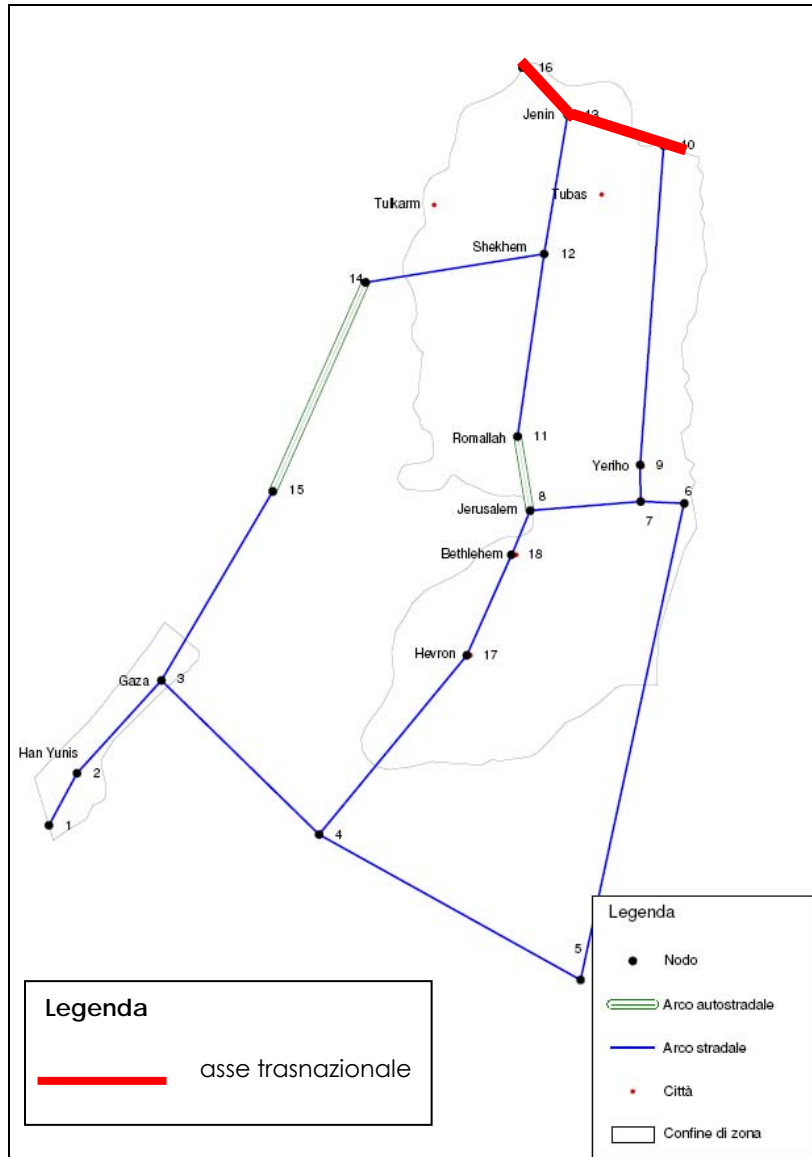 16
Jenin 13
10
Tubas
Tulkarm
Shekhem 12
14
Romallah 11
Yeriho 9
15
8 6
Jerusalem
7
Bethlehem 18
Hevron 17
Gaza 3
Han Yunis
2
1
4
5
Legenda
Nodo
Arco autostradale
Arco stradale
Città
Confine di zona
Legenda
asse trasnazionale